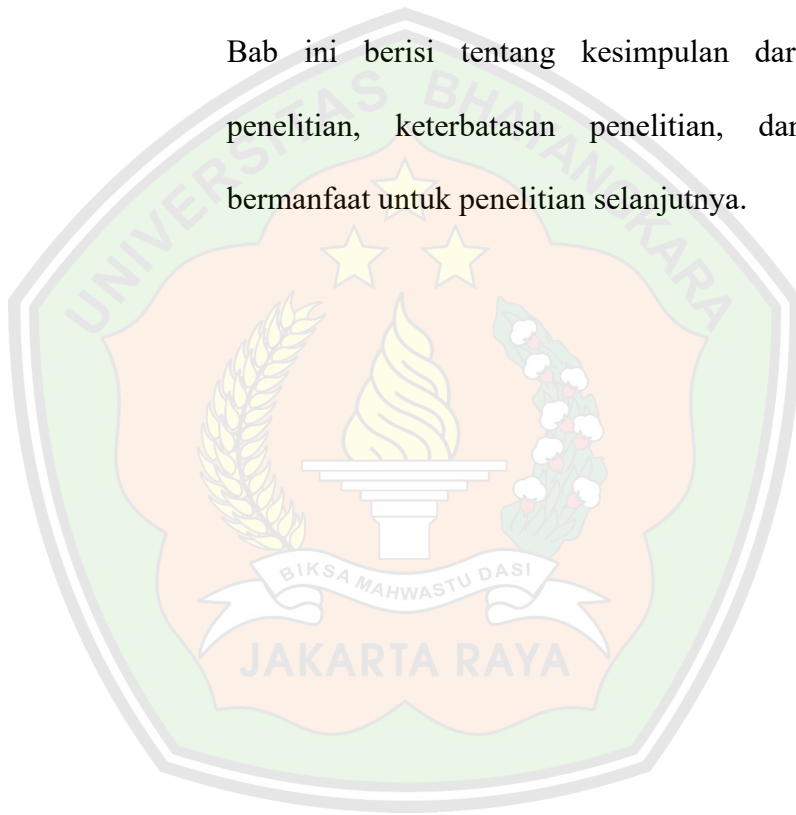 Bab ini berisi tentang kesimpulan dar
penelitian, keterbatasan penelitian, dar
bermanfaat untuk penelitian selanjutnya.
UNIVERSITAS BHAYANGKARA
BIKSA MAHWASTU DASI
JAKARTA RAYA